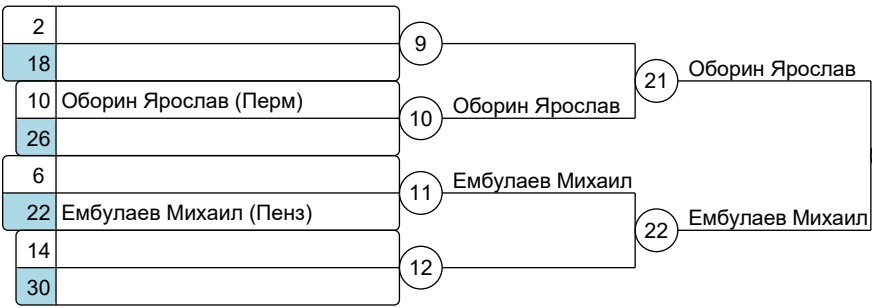 2
9
18
21 Оборин Ярослав
10 Оборин Ярослав (Перм)
10 Оборин Ярослав
26
6
11 Ембулаев Михаил
22 Ембулаев Михаил (Пенз)
22 Ембулаев Михаил
14
12
30